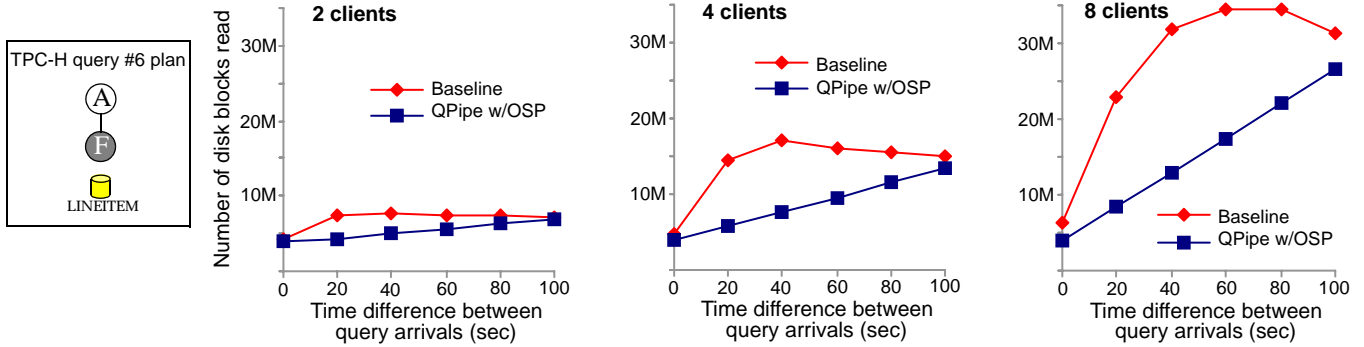 TPC-H query #6 plan
A
F
LINEITEM
Number of disk blocks read
2 clients
30M
20M
10M
Baseline
QPipe w/OSP
0 20 40 60 80 100
Time difference between
query arrivals (sec)
4 clients
30M
20M
10M
Baseline
QPipe w/OSP
0 20 40 60 80 100
Time difference between
query arrivals (sec)
8 clients
30M
20M
10M
Baseline
QPipe w/OSP
0 20 40 60 80 100
Time difference between
query arrivals (sec)